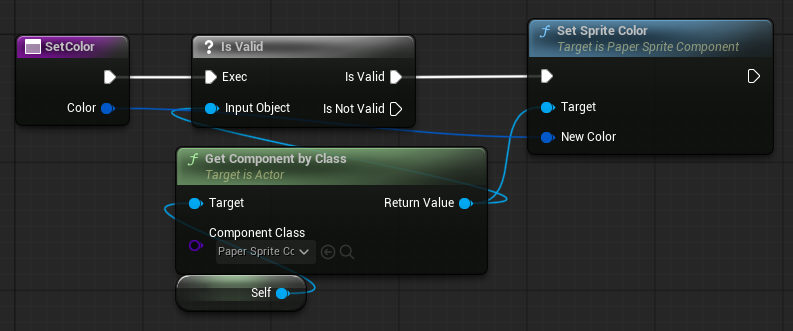 SetColor
Color
? Is Valid
Exec
Is Valid
Input Object
Is Not Valid
f Set Sprite Color
Target is Paper Sprite Component
Target
New Color
f Get Component by Class
Target is Actor
Target
Return Value
Component Class
Paper Sprite Cc
Self